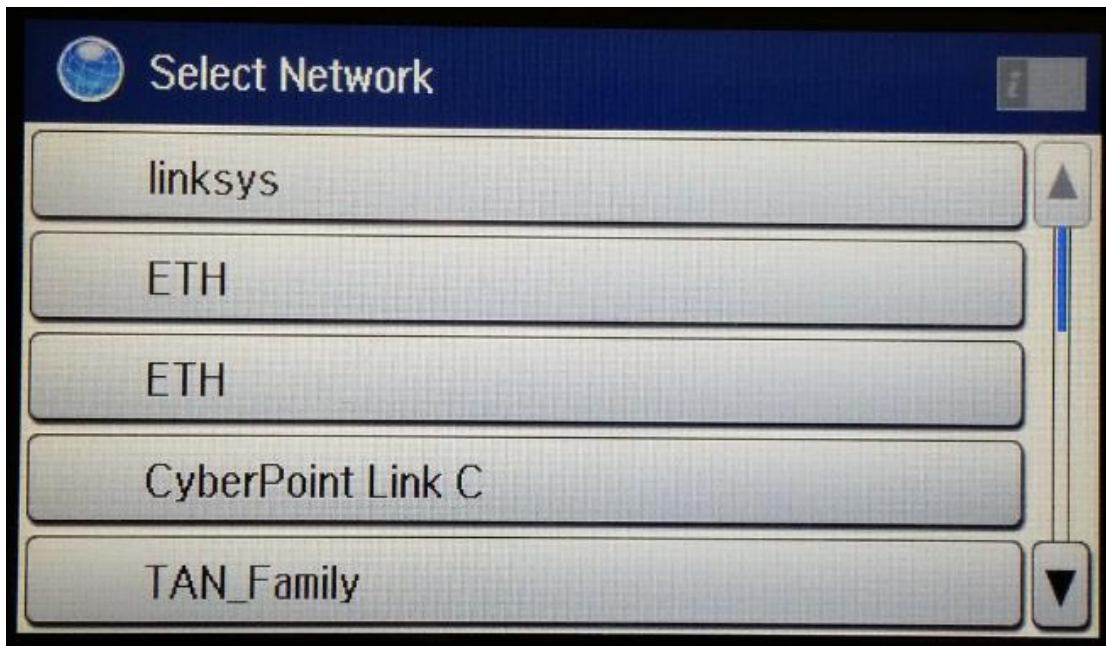 Select Network
i
linksys
ETH
ETH
CyberPoint Link C
TAN_Family